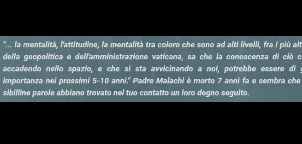 "... la mentalità, l'attitudine, la mentalità tra coloro che sono ad alti livelli, fra i più alti
della geopolitica e dell'amministrazione vaticana, sa che la conoscenza di ciò c
accadendo nello spazio, e che si sta avvicinando a noi, potrebbe essere di g
importanza nei prossimi 5-10 anni." Padre Malachi è morto 7 anni fa e sembra che
sibilline parole abbiano trovato nel tuo contatto un loro degno seguito.